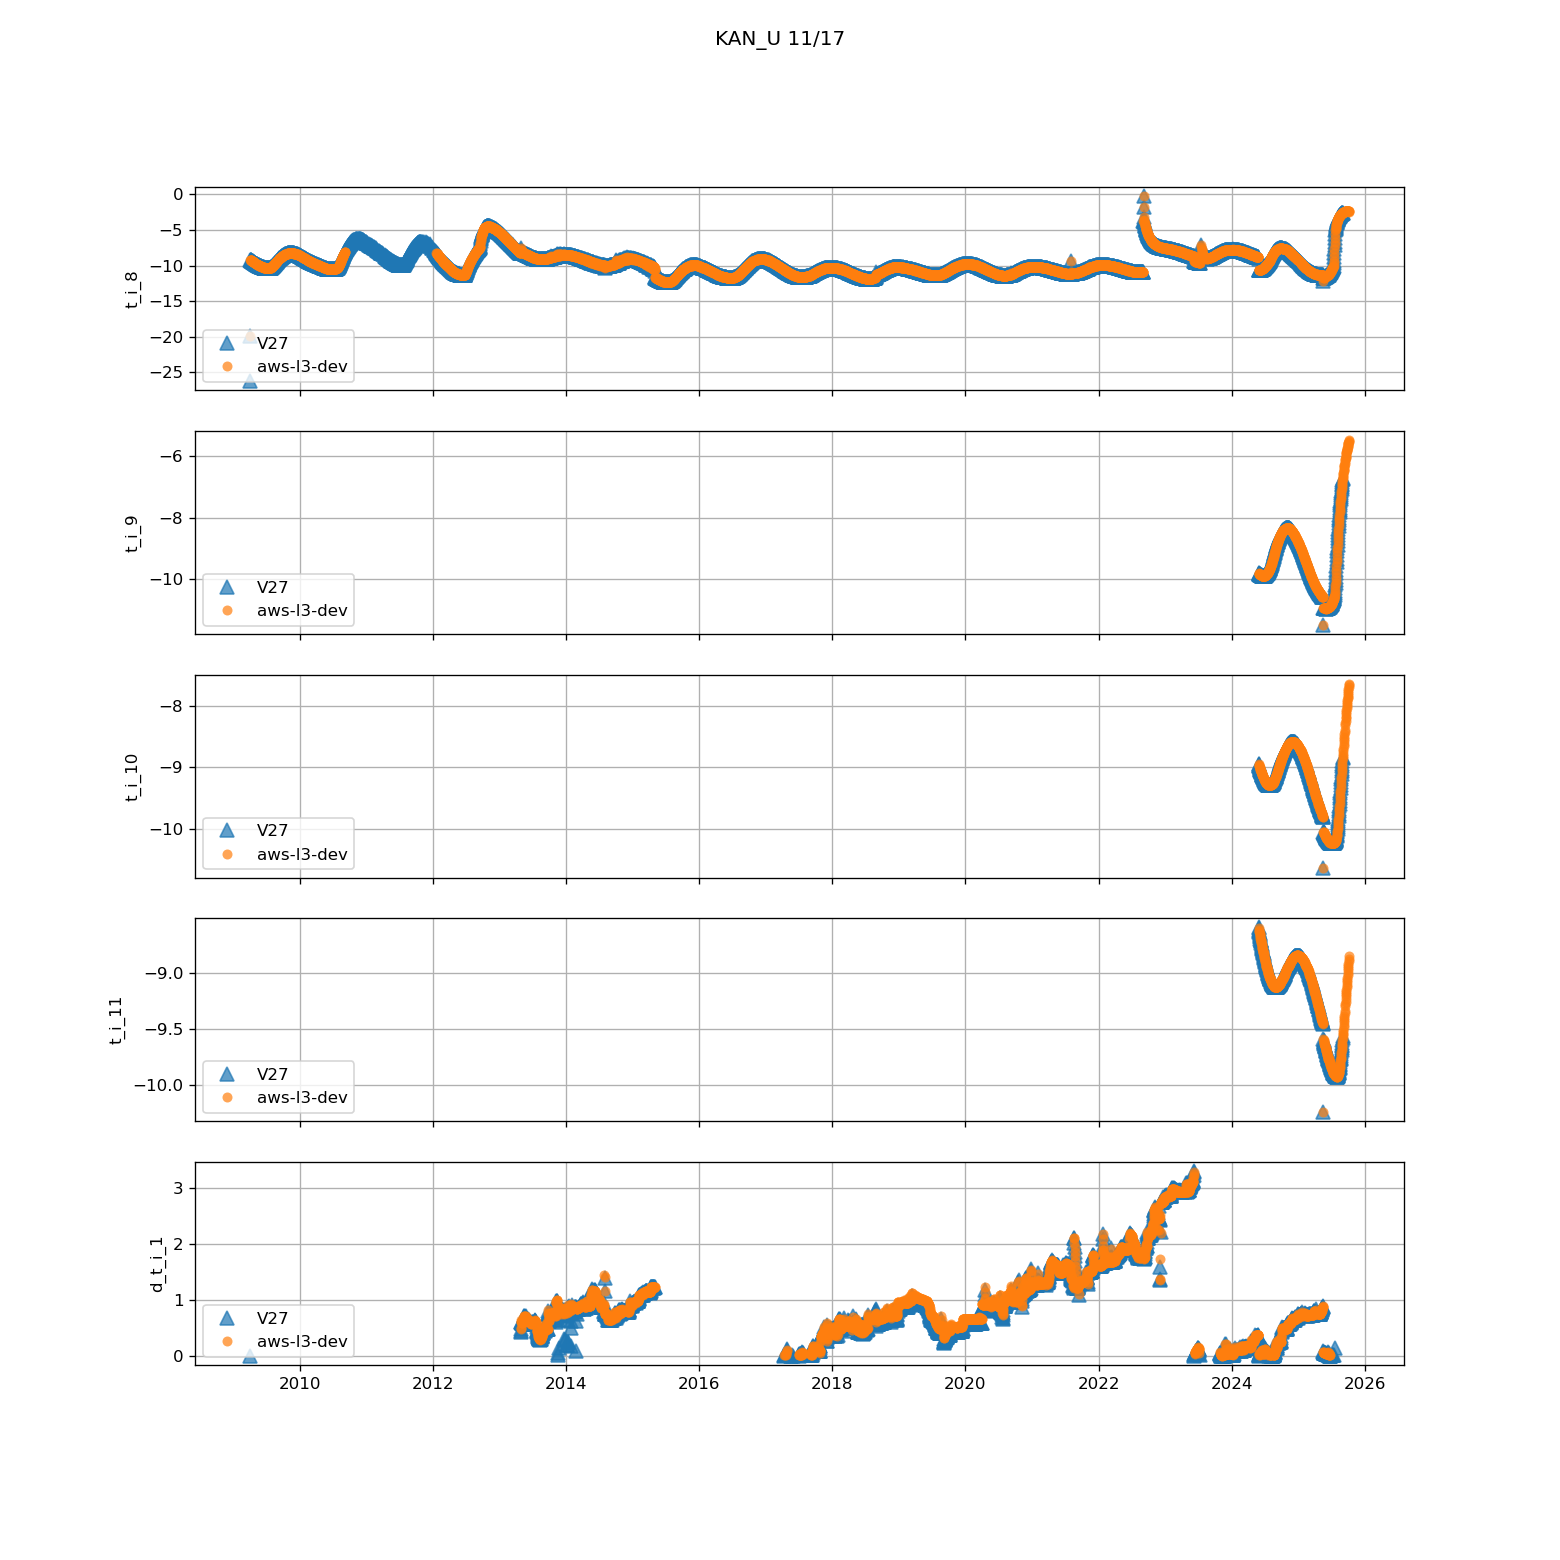 KAN_U 11/17
0
−5
−10
−15
−20
−25
t_i_8
V27
aws-l3-dev
−6
−8
−10
t_i_9
V27
aws-l3-dev
−8
−9
−10
t_i_10
V27
aws-l3-dev
−9.0
−9.5
−10.0
t_i_11
V27
aws-l3-dev
3
2
1
0
d_t_i_1
V27
aws-l3-dev
2010 2012 2014 2016 2018 2020 2022 2024 2026